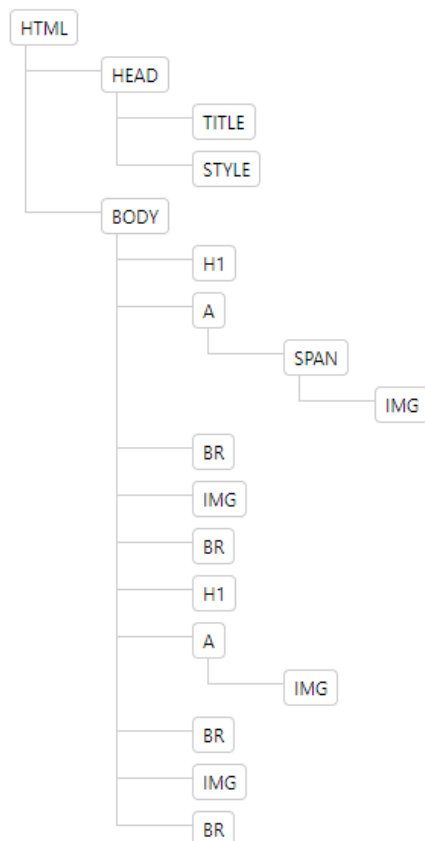 HTML
HEAD
TITLE
STYLE
BODY
H1
A
SPAN
IMG
BR
IMG
BR
H1
A
IMG
BR
IMG
BR